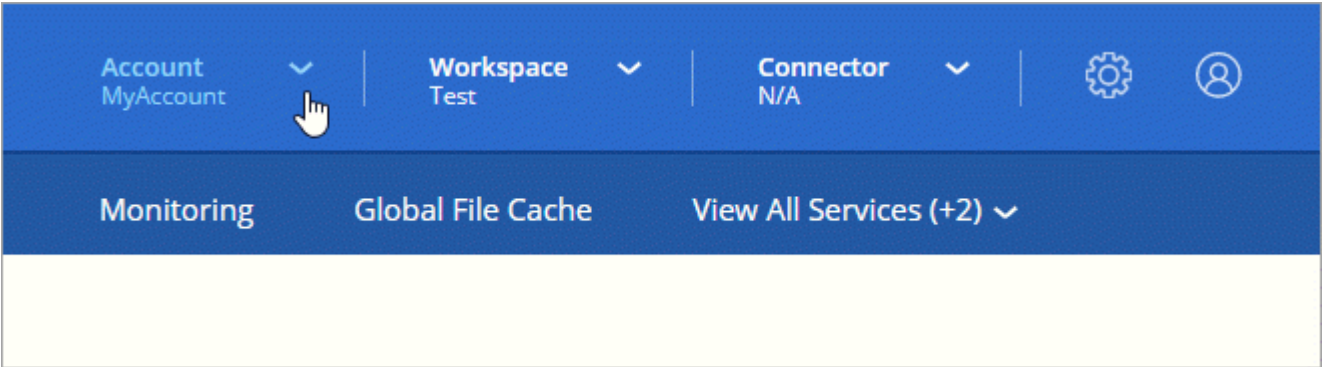 Account
MyAccount
Workspace
Test
Connector
N/A
Monitoring
Global File Cache
View All Services (+2)